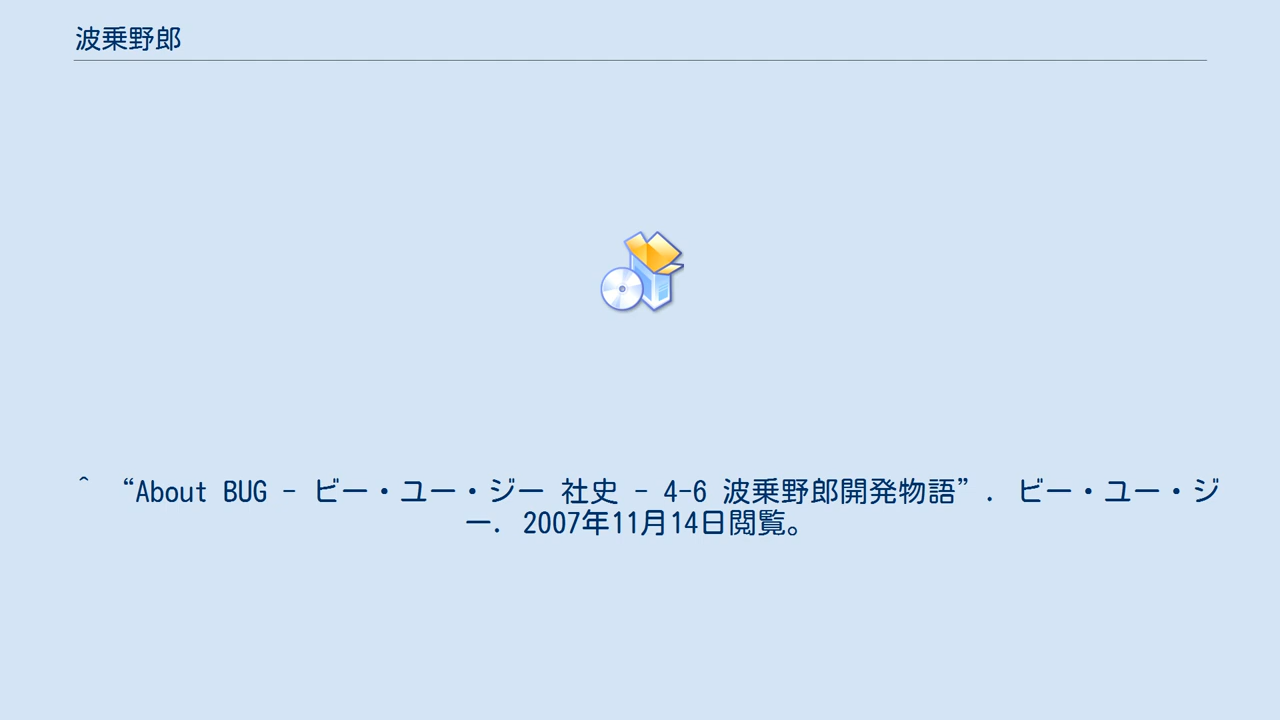 波乗野郎
^ “About BUG - ビー・ユー・ジー 社史 - 4-6 波乗野郎開発物語”. ビー・ユー・ジ
ー. 2007年11月14日閲覧。